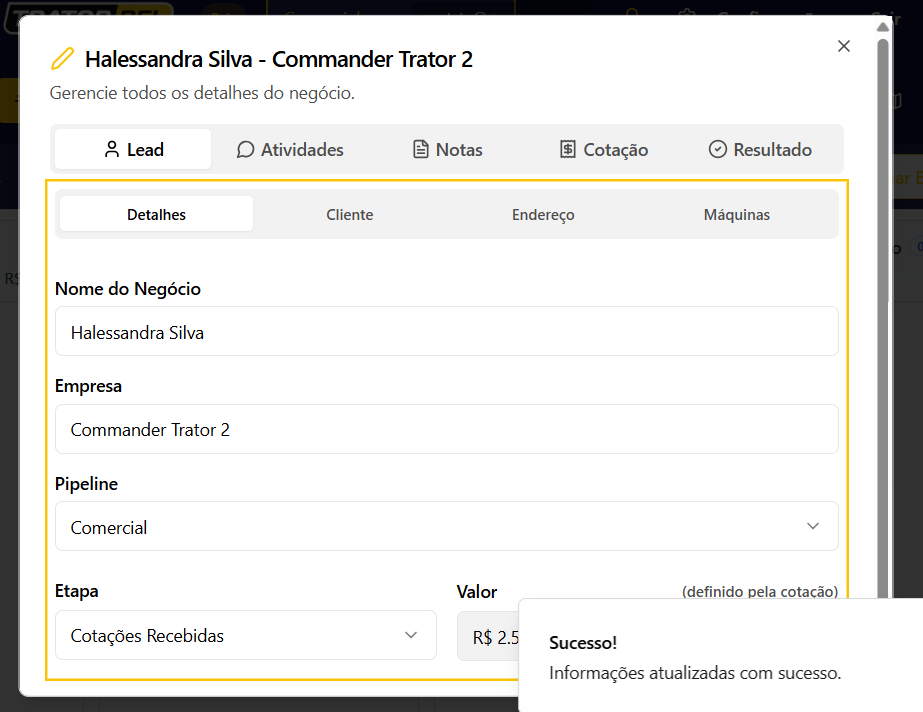 Halessandra Silva - Commander Trator 2
Gerencie todos os detalhes do negócio.
Lead Atividades Notas Cotação Resultado
Detalhes Cliente Endereço Máquinas
Nome do Negócio
Halessandra Silva
Empresa
Commander Trator 2
Pipeline
Comercial
Etapa Valor (definido pela cotação)
Cotações Recebidas R$ 2.5
Sucesso!
Informações atualizadas com sucesso.